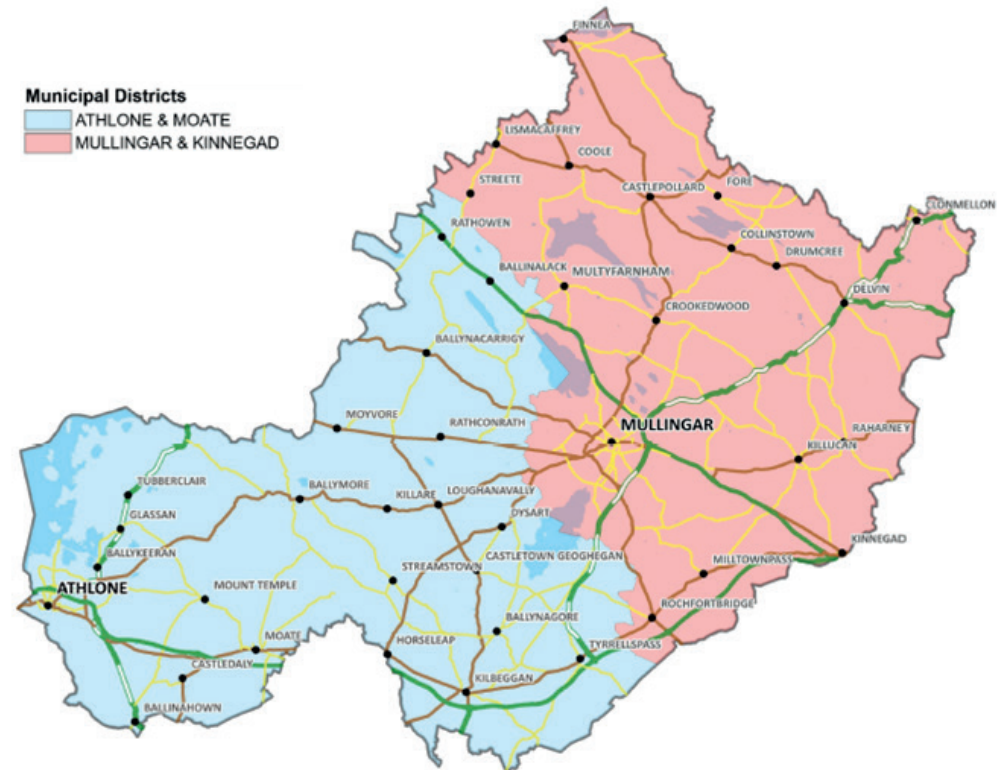 FINNEA
Municipal Districts
ATHLONE & MOATE
MULLINGAR & KINNEGAD
LISMACAFFREY
COOLE
STREETE
CASTLEPOLLARD
FORE
CLONMELLON
RATHOWEN
COLLINSTOWN
DRUMCREE
BALLINALACK
MULTYFARNHAM
DELVIN
CROOKEDWOOD
BALLYNACARRIGY
MOYVORE
RATHCONRATH
MULLINGAR
RAHARNEY
KILLUCAN
TUBBERCLAIR
BALLYMORE
KILLARE
LOUGHANAVALLY
GLASSAN
DYSART
BALLYKEERAN
CASTLETOWN GEOGHEGAN
KINNEGAD
STREAMSTOWN
MILLTOWNPASS
ATHLONE
MOUNT TEMPLE
ROCHFORTBRIDGE
BALLYNAGORE
MOATE
HORSELEAP
TYRRELLSPASS
CASTLEDALY
KILBEGGAN
BALLINAHOWN